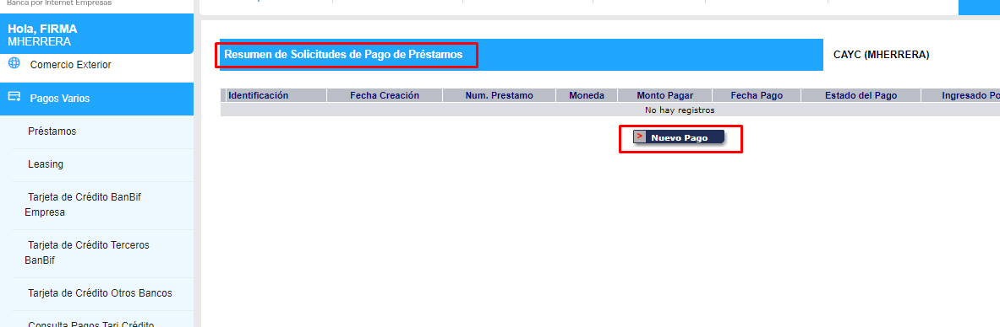 Banca por Internet Empresas
Hola, FIRMA
MHERRERA
Comercio Exterior
Pagos Varios
Préstamos
Leasing
Tarjeta de Crédito BanBif
Empresa
Tarjeta de Crédito Terceros
BanBif
Tarjeta de Crédito Otros Bancos
Consulta Pagos Tarj Crédito
Resumen de Solicitudes de Pago de Préstamos
CAYC (MHERRERA)
Identificación Fecha Creación Num. Prestamo Moneda Monto Pagar Fecha Pago Estado del Pago Ingresado Po
No hay registros
> Nuevo Pago